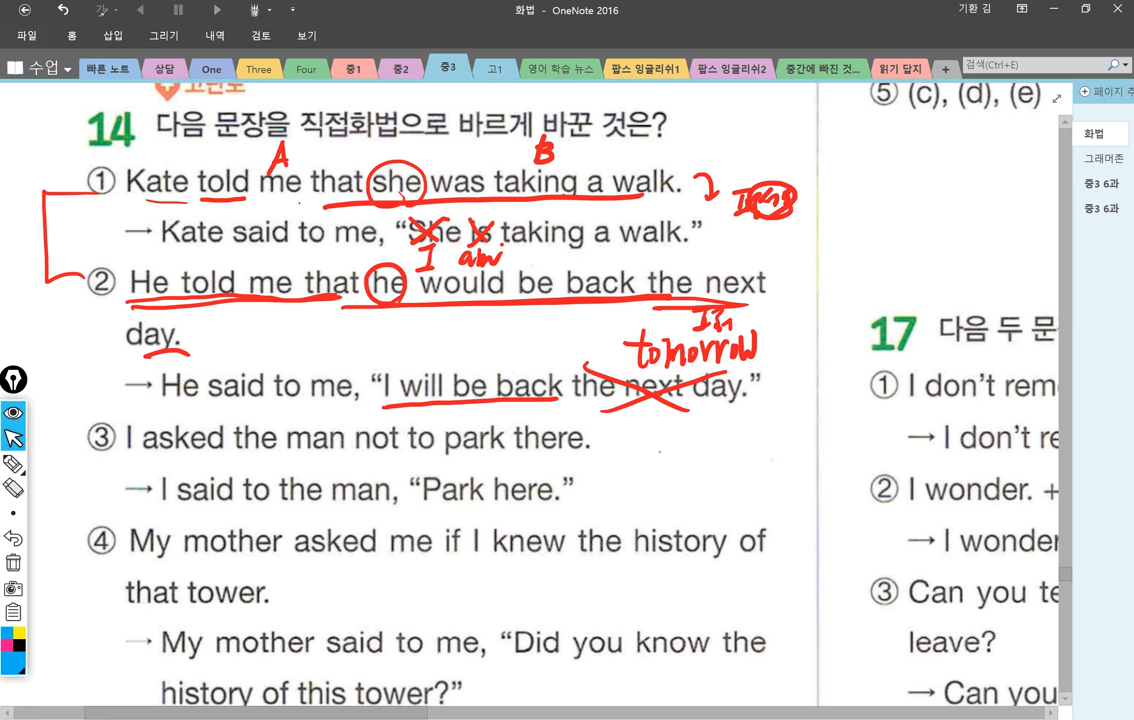 화법 - OneNote 2016
기환 김
파일 홈 삽입 그리기 내역 검토 보기
수업 빠른 노트 상담 One Three Four 중1 중2 중3 고1 영어 학습 뉴스 팝스 잉글리쉬1 팝스 잉글리쉬2 중간에 빠진 것... 읽기 답지 +
검색(Ctrl+E)
고난도
⑤ (c), (d), (e)
페이지 추
화법
그래머존
중3 6과
중3 6과
14 다음 문장을 직접화법으로 바르게 바꾼 것은?
A B
① Kate told me that she was taking a walk.
→ Kate said to me, “She is taking a walk.”
I am
② He told me that he would be back the next
day.
tomorrow
→ He said to me, “I will be back the next day.”
③ I asked the man not to park there.
→ I said to the man, “Park here.”
④ My mother asked me if I knew the history of
that tower.
→ My mother said to me, “Did you know the
history of this tower?”
17 다음 두 문
① I don’t rem
→ I don’t re
② I wonder. +
→ I wonder
③ Can you te
leave?
→ Can you